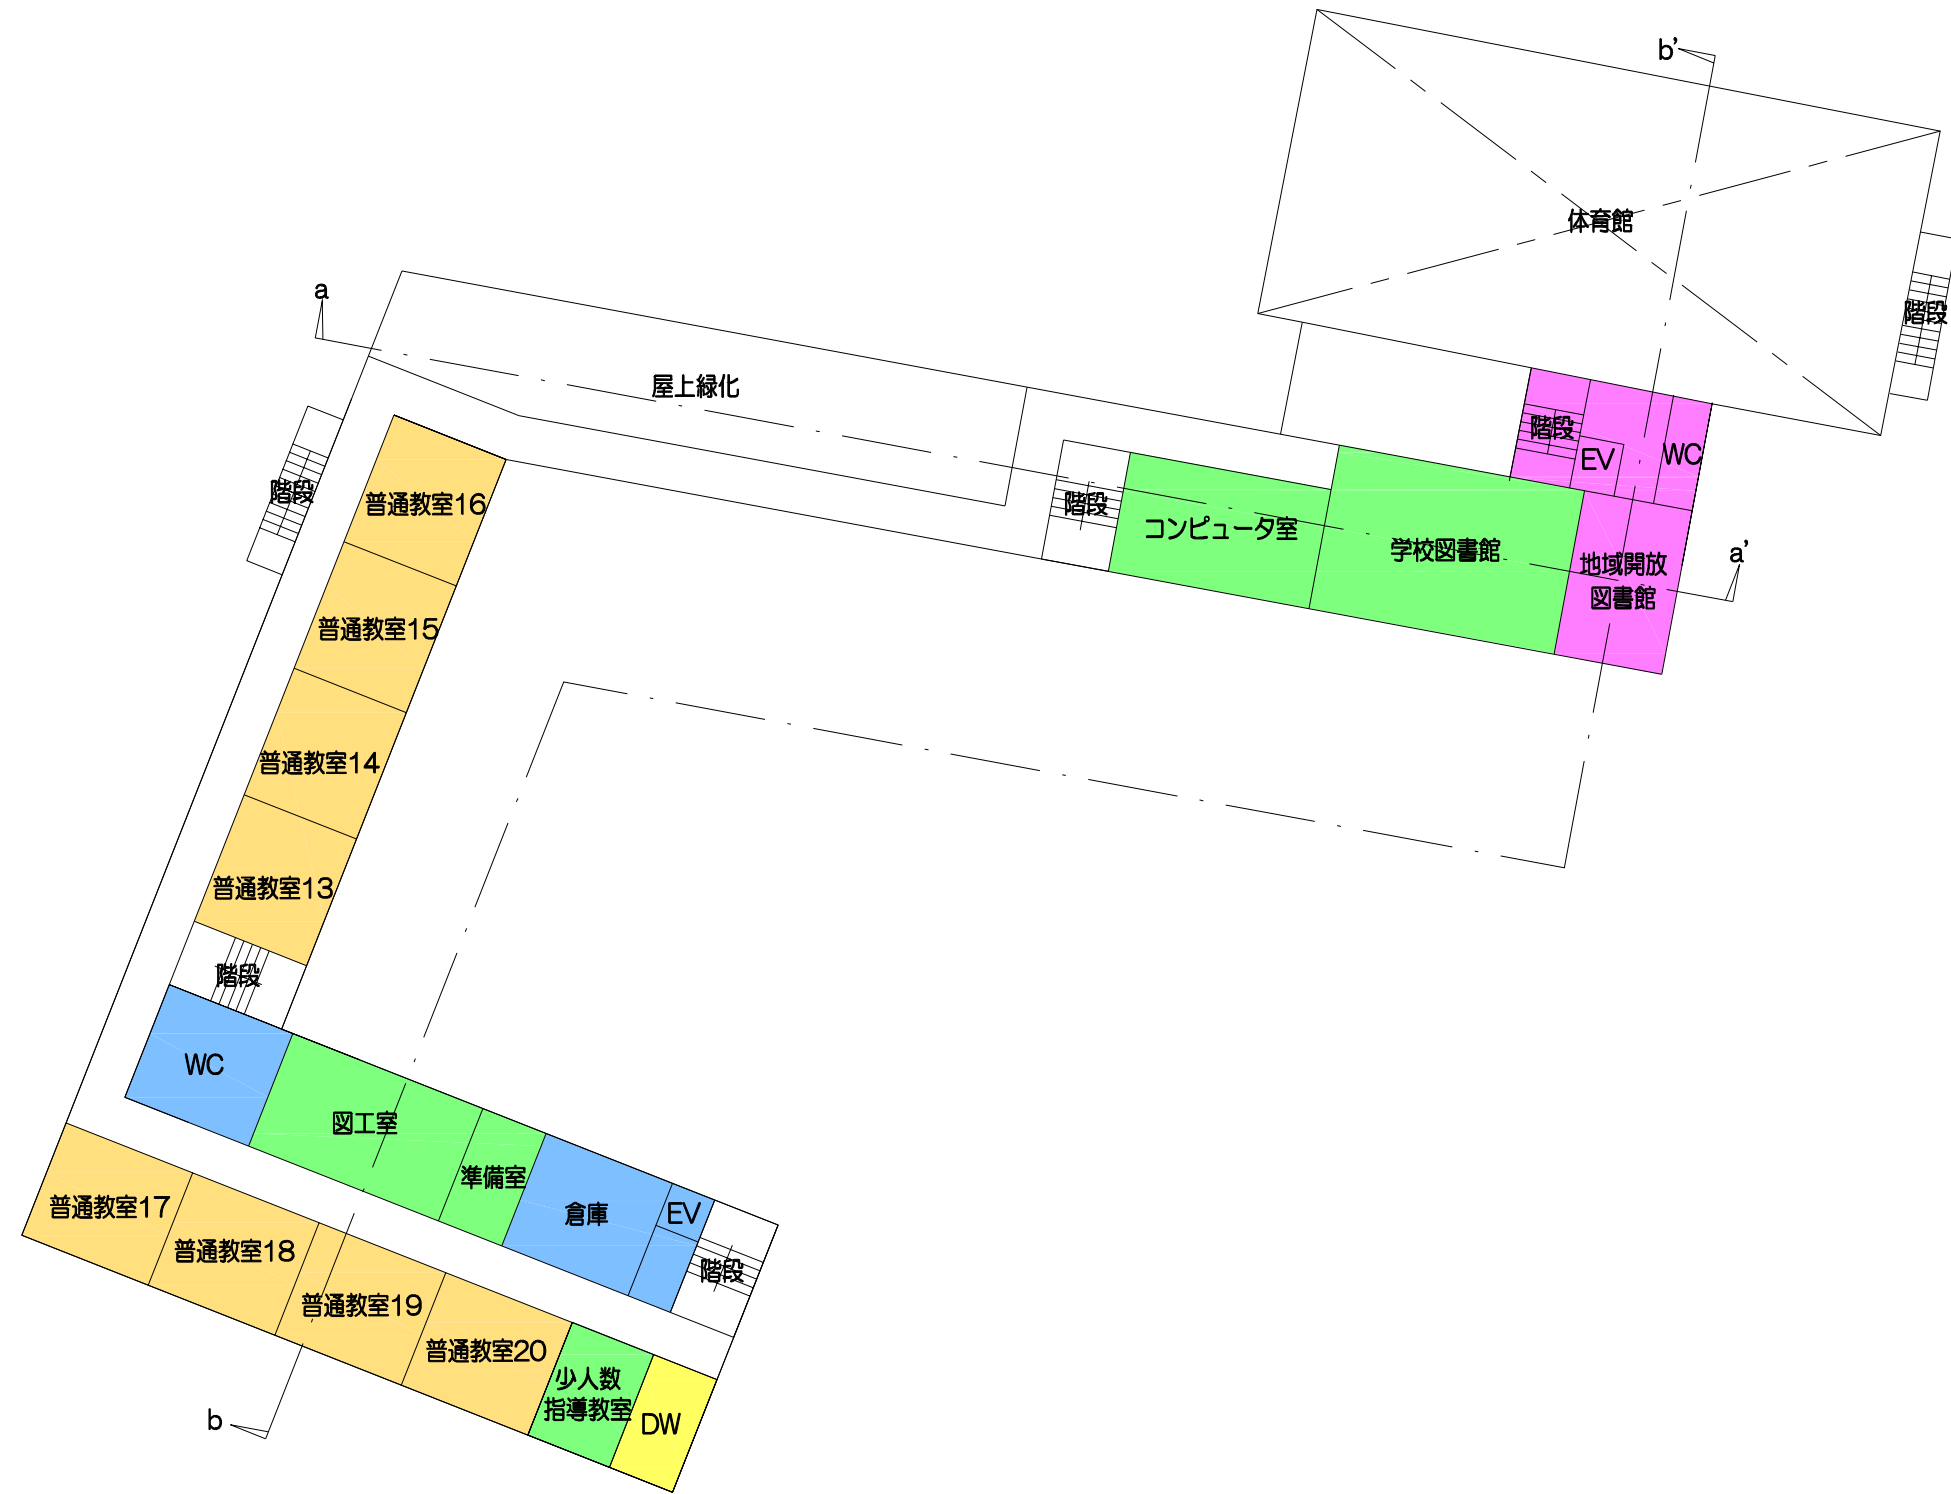 b'
体育館
a
階段
屋上緑化
階段
EV
WC
階段
普通教室16
階段
コンピュータ室
学校図書館
地域開放
図書館
a'
普通教室15
普通教室14
普通教室13
階段
WC
図工室
準備室
倉庫
EV
階段
普通教室17
普通教室18
普通教室19
普通教室20
少人数
指導教室
DW
b